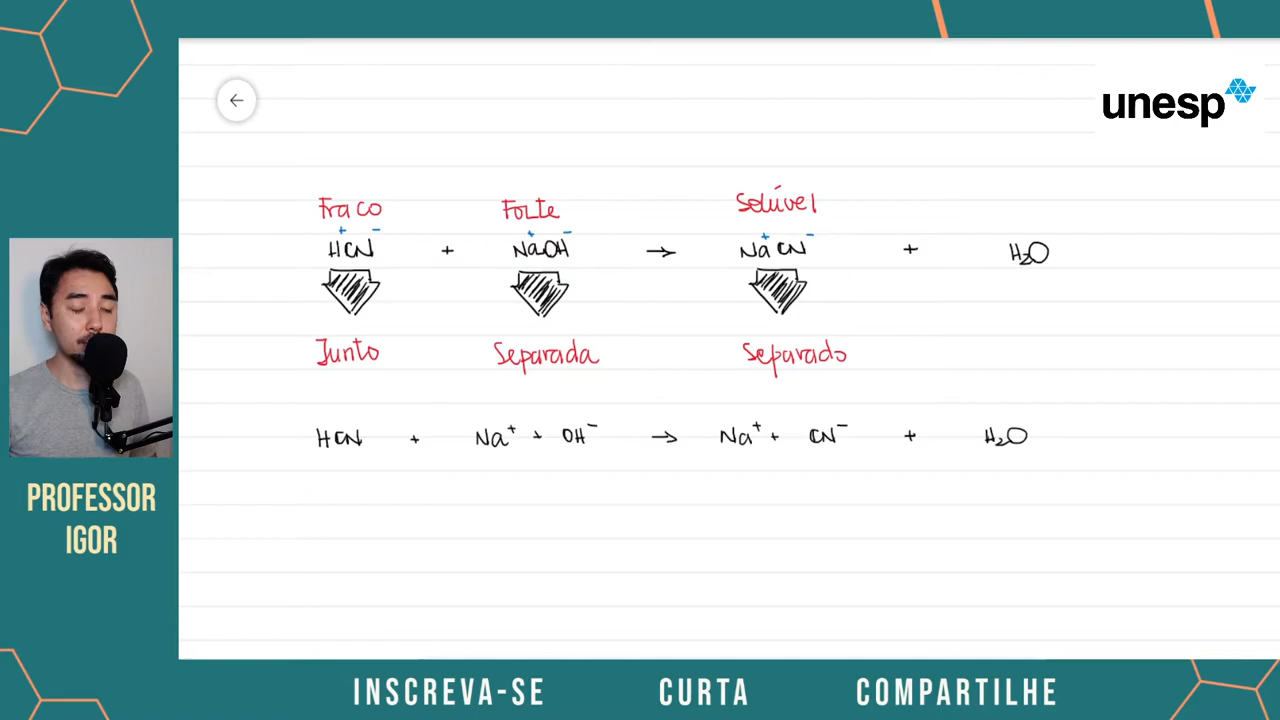 unesp
Fraco Forte Solúvel
+ - + - + -
HCN + NaOH → NaCN + H₂O
Junto Separada Separado
HCN + Na⁺ + OH⁻ → Na⁺ + CN⁻ + H₂O
PROFESSOR
IGOR
INSCREVA-SE CURTA COMPARTILHE